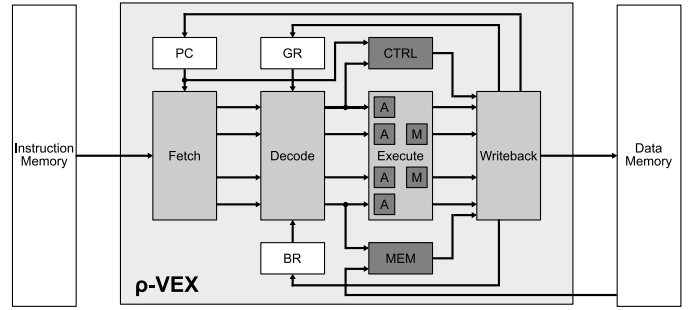 PC
GR
CTRL
Instruction
Memory
Fetch
Decode
A
A M
Execute
A M
A
Writeback
Data
Memory
BR
MEM
ρ-VEX